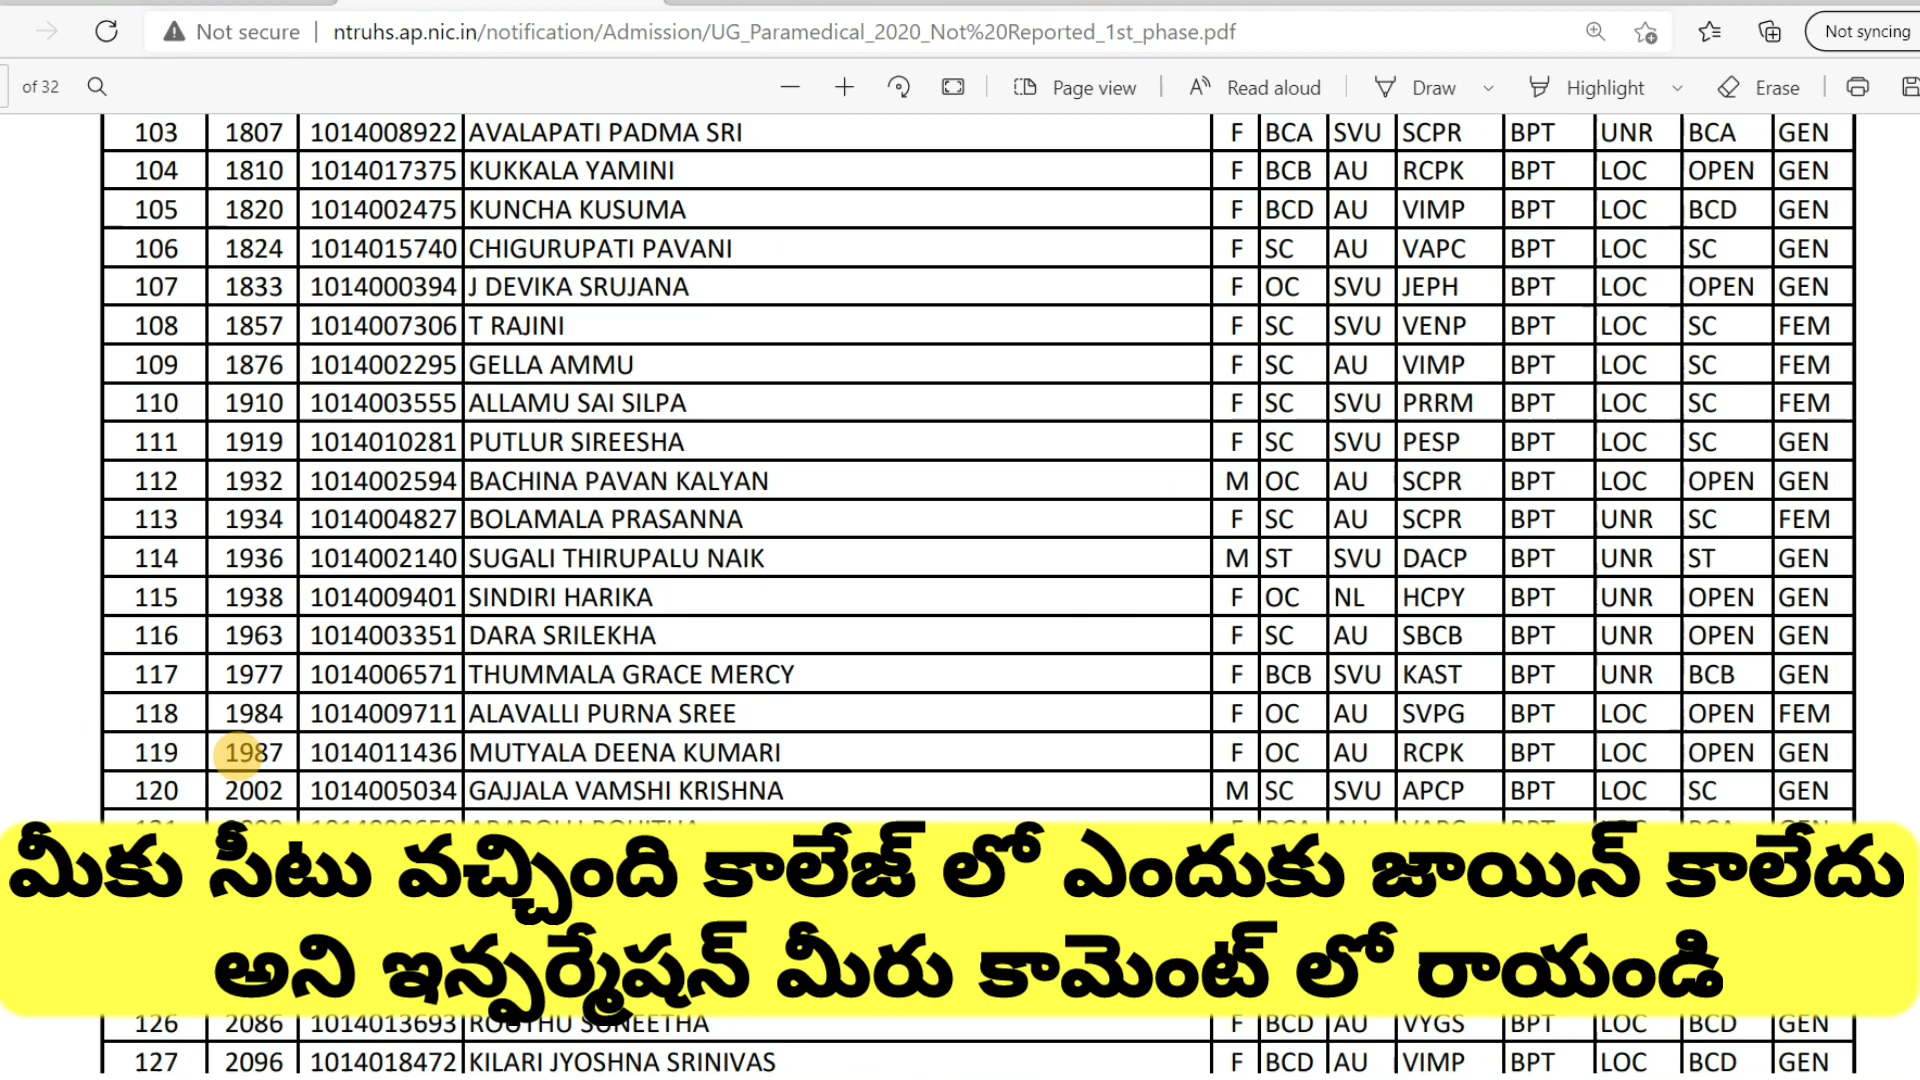 Not secure | ntruhs.ap.nic.in/notification/Admission/UG_Paramedical_2020_Not%20Reported_1st_phase.pdf Not syncing
of 32 Page view Read aloud Draw Highlight Erase
103 1807 1014008922 AVALAPATI PADMA SRI F BCA SVU SCPR BPT UNR BCA GEN
104 1810 1014017375 KUKKALA YAMINI F BCB AU RCPK BPT LOC OPEN GEN
105 1820 1014002475 KUNCHA KUSUMA F BCD AU VIMP BPT LOC BCD GEN
106 1824 1014015740 CHIGURUPATI PAVANI F SC AU VAPC BPT LOC SC GEN
107 1833 1014000394 J DEVIKA SRUJANA F OC SVU JEPH BPT LOC OPEN GEN
108 1857 1014007306 T RAJINI F SC SVU VENP BPT LOC SC FEM
109 1876 1014002295 GELLA AMMU F SC AU VIMP BPT LOC SC FEM
110 1910 1014003555 ALLAMU SAI SILPA F SC SVU PRRM BPT LOC SC FEM
111 1919 1014010281 PUTLUR SIREESHA F SC SVU PESP BPT LOC SC GEN
112 1932 1014002594 BACHINA PAVAN KALYAN M OC AU SCPR BPT LOC OPEN GEN
113 1934 1014004827 BOLAMALA PRASANNA F SC AU SCPR BPT UNR SC FEM
114 1936 1014002140 SUGALI THIRUPALU NAIK M ST SVU DACP BPT UNR ST GEN
115 1938 1014009401 SINDIRI HARIKA F OC NL HCPY BPT UNR OPEN GEN
116 1963 1014003351 DARA SRILEKHA F SC AU SBCB BPT UNR OPEN GEN
117 1977 1014006571 THUMMALA GRACE MERCY F BCB SVU KAST BPT UNR BCB GEN
118 1984 1014009711 ALAVALLI PURNA SREE F OC AU SVPG BPT LOC OPEN FEM
119 1987 1014011436 MUTYALA DEENA KUMARI F OC AU RCPK BPT LOC OPEN GEN
120 2002 1014005034 GAJJALA VAMSHI KRISHNA M SC SVU APCP BPT LOC SC GEN
మీకు సీటు వచ్చింది కాలేజ్ లో ఎందుకు జాయిన్ కాలేదు
అని ఇన్ఫర్మేషన్ మీరు కామెంట్ లో రాయండి
126 2086 1014013693 ROUTHU SUNEETHA F BCD AU VYGS BPT LOC BCD GEN
127 2096 1014018472 KILARI JYOSHNA SRINIVAS F BCD AU VIMP BPT LOC BCD GEN